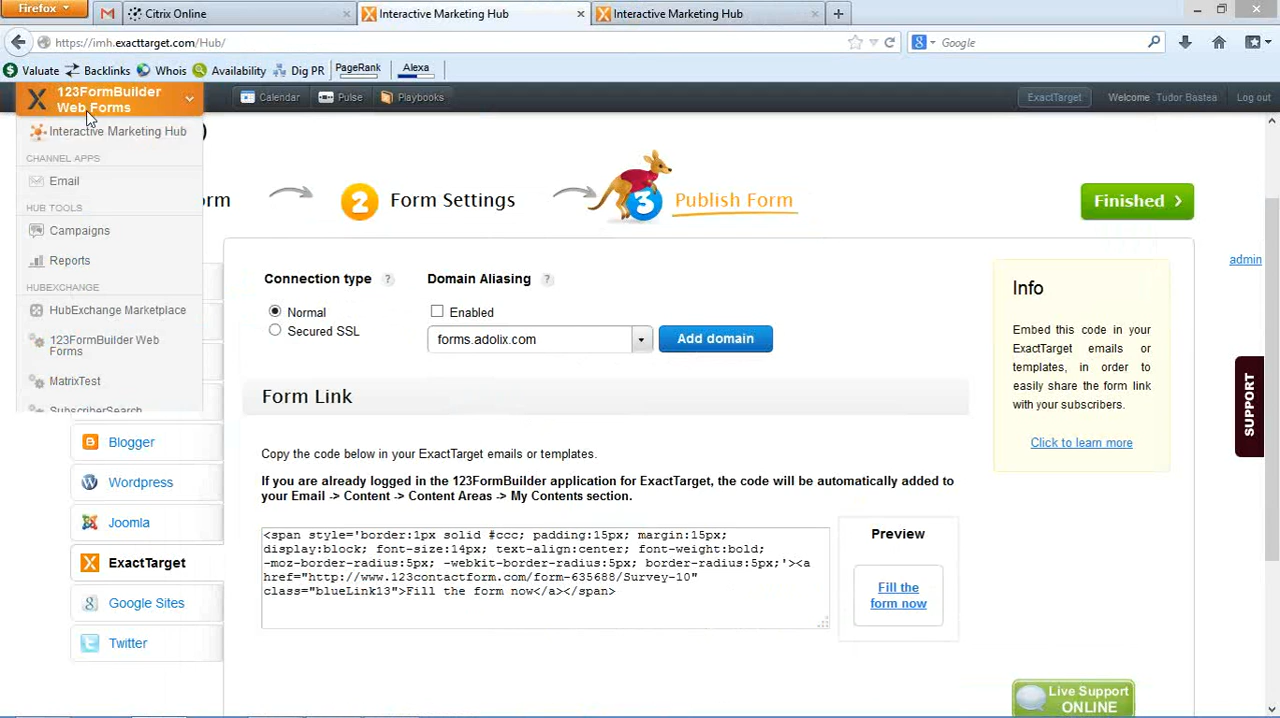 Firefox
Citrix Online
Interactive Marketing Hub
Interactive Marketing Hub
https://imh.exacttarget.com/Hub/
Google
Valuate
Backlinks
Whois
Availability
Dig PR
PageRank
Alexa
123FormBuilder
Web Forms
Calendar
Pulse
Playbooks
ExactTarget
Welcome Tudor Bastea
Log out
Interactive Marketing Hub
CHANNEL APPS
Email
HUB TOOLS
Campaigns
Reports
HUBEXCHANGE
HubExchange Marketplace
123FormBuilder Web
Forms
MatrixTest
SubscriberSearch
orm
2 Form Settings
3 Publish Form
Finished
admin
Connection type ?
Normal
Secured SSL
Domain Aliasing ?
Enabled
forms.adolix.com
Add domain
Info
Embed this code in your
ExactTarget emails or
templates, in order to
easily share the form link
with your subscribers.
Click to learn more
SUPPORT
Form Link
Copy the code below in your ExactTarget emails or templates.
If you are already logged in the 123FormBuilder application for ExactTarget, the code will be automatically added to
your Email -> Content -> Content Areas -> My Contents section.
<span style='border:1px solid #ccc; padding:15px; margin:15px;
display:block; font-size:14px; text-align:center; font-weight:bold;
-moz-border-radius:5px; -webkit-border-radius:5px; border-radius:5px;'><a
href="http://www.123contactform.com/form-635688/Survey-10"
class="blueLink13">Fill the form now</a></span>
Preview
Fill the
form now
Blogger
Wordpress
Joomla
ExactTarget
Google Sites
Twitter
Live Support
ONLINE